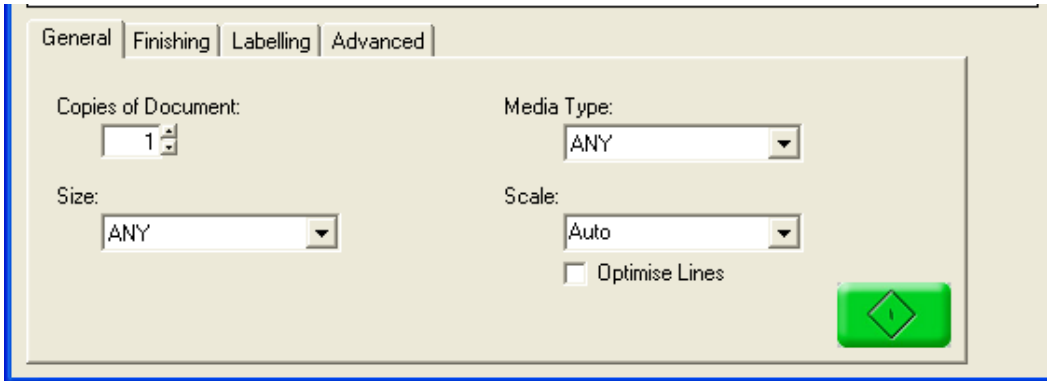 General Finishing Labelling Advanced
Copies of Document: Media Type:
1 ANY
Size: Scale:
ANY Auto
Optimise Lines